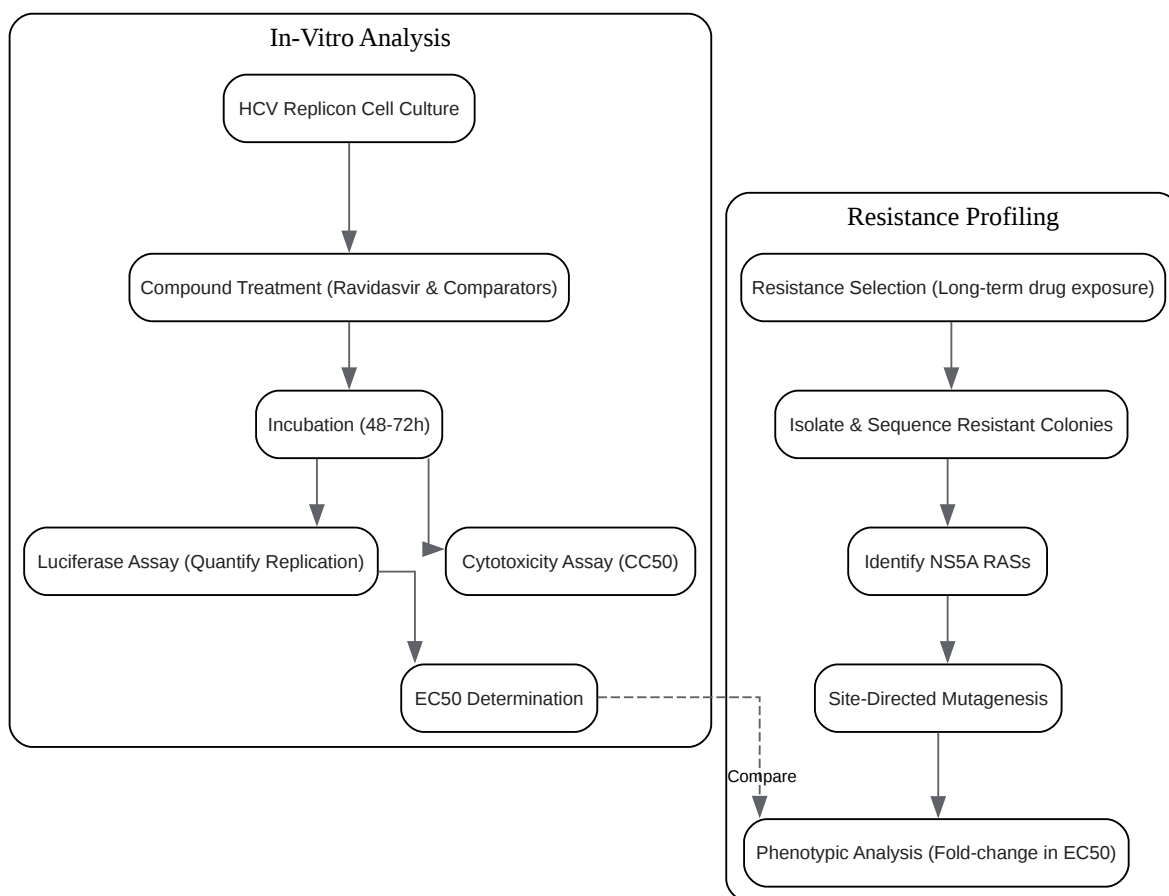 In-Vitro Analysis
HCV Replicon Cell Culture
Compound Treatment (Ravidasvir & Comparators)
Incubation (48-72h)
Luciferase Assay (Quantify Replication)
Cytotoxicity Assay (CC50)
EC50 Determination
Compare
Resistance Profiling
Resistance Selection (Long-term drug exposure)
Isolate & Sequence Resistant Colonies
Identify NS5A RASs
Site-Directed Mutagenesis
Phenotypic Analysis (Fold-change in EC50)